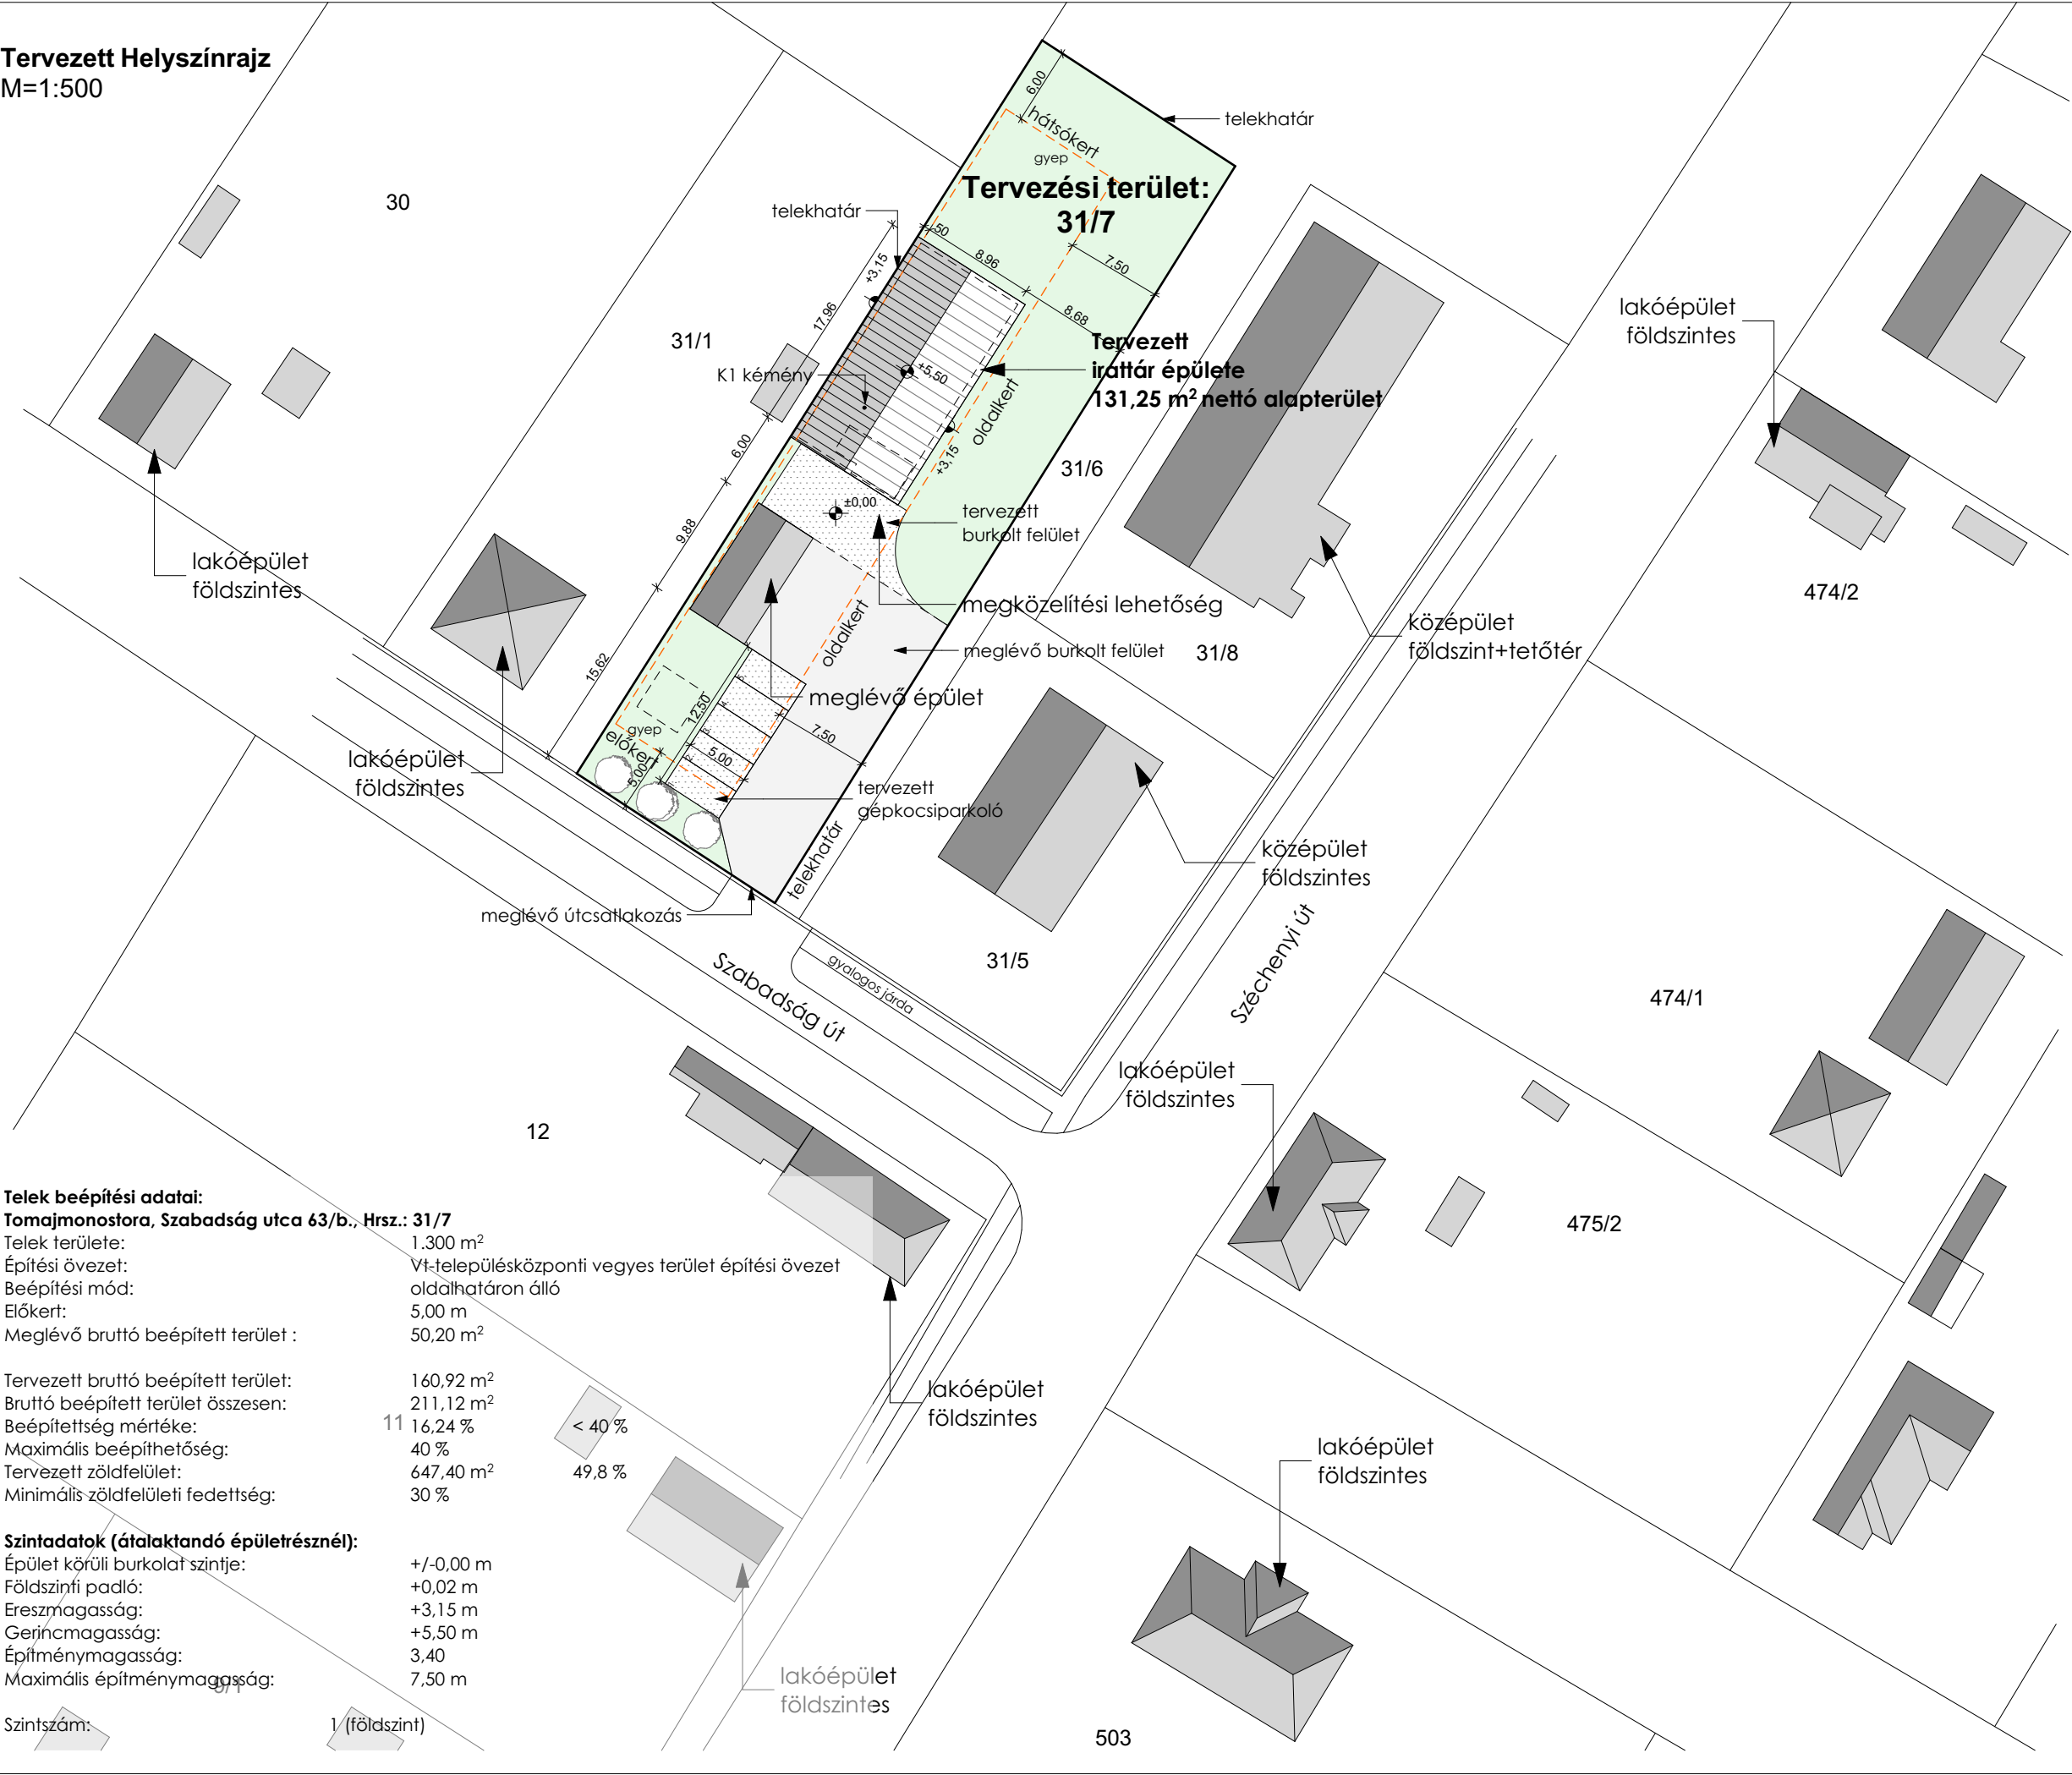 Tervezett Helyszínrajz
M=1:500
30
31/1
telekhatár
telekhatár
6,00
hátsókert
gyep
Tervezési terület:
31/7
50
8,96
7,50
8,68
+3,15
17,96
K1 kémény
+5,50
Tervezett
irattár épülete
131,25 m² nettó alapterület
oldalkert
+3,15
31/6
6,00
±0,00
tervezett
burkolt felület
9,88
megközelítési lehetőség
oldalkert
meglévő burkolt felület
31/8
meglévő épület
15,62
12,50
7,50
gyep
előkert
5,00
5,00
tervezett
gépkocsiparkoló
telekhatár
meglévő útcsatlakozás
lakóépület
földszintes
lakóépület
földszintes
lakóépület
földszintes
474/2
középület
földszint+tetőtér
középület
földszintes
31/5
Széchenyi út
Szabadság út
gyalogos járda
474/1
lakóépület
földszintes
475/2
12
Telek beépítési adatai:
Tomajmonostora, Szabadság utca 63/b., Hrsz.: 31/7
Telek területe: 1.300 m²
Építési övezet: Vt-településközponti vegyes terület építési övezet
Beépítési mód: oldalhatáron álló
Előkert: 5,00 m
Meglévő bruttó beépített terület : 50,20 m²
Tervezett bruttó beépített terület: 160,92 m²
Bruttó beépített terület összesen: 211,12 m²
Beépítettség mértéke: 16,24 % < 40 %
Maximális beépíthetőség: 40 %
Tervezett zöldfelület: 647,40 m² 49,8 %
Minimális zöldfelületi fedettség: 30 %
11
Szintadatok (átalaktandó épületrésznél):
Épület körüli burkolat szintje: +/-0,00 m
Földszinti padló: +0,02 m
Ereszmagasság: +3,15 m
Gerincmagasság: +5,50 m
Építménymagasság: 3,40
Maximális építménymagasság: 7,50 m
9/1
Szintszám: 1 (földszint)
lakóépület
földszintes
lakóépület
földszintes
lakóépület
földszintes
503